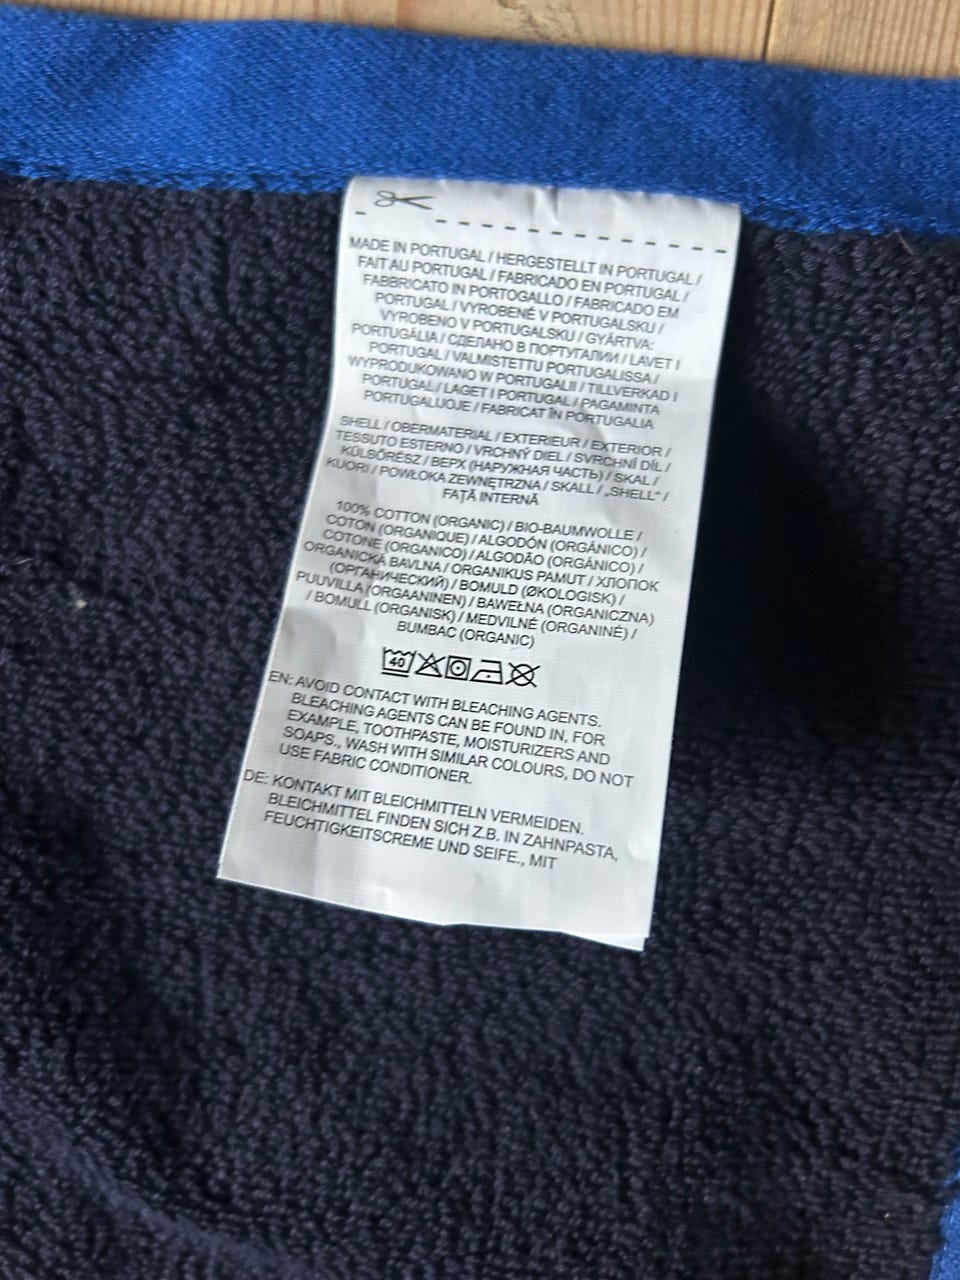 MADE IN PORTUGAL / HERGESTELLT IN PORTUGAL /
FAIT AU PORTUGAL / FABRICADO EN PORTUGAL /
FABBRICATO IN PORTOGALLO / FABRICADO EM
PORTUGAL / VYROBENÉ V PORTUGALSKU /
VYROBENO V PORTUGALSKU / GYÁRTVA:
PORTUGÁLIA / СДЕЛАНО В ПОРТУГАЛИИ / LAVET I
PORTUGAL / VALMISTETTU PORTUGALISSA /
WYPRODUKOWANO W PORTUGALII / TILLVERKAD I
PORTUGAL / LAGET I PORTUGAL / PAGAMINTA
PORTUGALUOJE / FABRICAT ÎN PORTUGALIA
SHELL / OBERMATERIAL / EXTERIEUR / EXTERIOR /
TESSUTO ESTERNO / VRCHNÝ DIEL / SVRCHNÍ DÍL /
KÜLSŐRÉSZ / ВЕРХ (НАРУЖНАЯ ЧАСТЬ) / SKAL /
KUORI / POWŁOKA ZEWNĘTRZNA / SKALL / „SHELL“ /
FAŢĂ INTERNĂ
100% COTTON (ORGANIC) / BIO-BAUMWOLLE /
COTON (ORGANIQUE) / ALGODÓN (ORGÁNICO) /
COTONE (ORGANICO) / ALGODÃO (ORGÁNICO) /
ORGANICKÁ BAVLNA / ORGANIKUS PAMUT / ХЛОПОК
(ОРГАНИЧЕСКИЙ) / BOMULD (ØKOLOGISK) /
PUUVILLA (ORGAANINEN) / BAWEŁNA (ORGANICZNA)
/ BOMULL (ORGANISK) / MEDVILNĖ (ORGANINĖ) /
BUMBAC (ORGANIC)
40
EN: AVOID CONTACT WITH BLEACHING AGENTS.
BLEACHING AGENTS CAN BE FOUND IN, FOR
EXAMPLE, TOOTHPASTE, MOISTURIZERS AND
SOAPS., WASH WITH SIMILAR COLOURS, DO NOT
USE FABRIC CONDITIONER.
DE: KONTAKT MIT BLEICHMITTELN VERMEIDEN.
BLEICHMITTEL FINDEN SICH Z.B. IN ZAHNPASTA,
FEUCHTIGKEITSCREME UND SEIFE., MIT